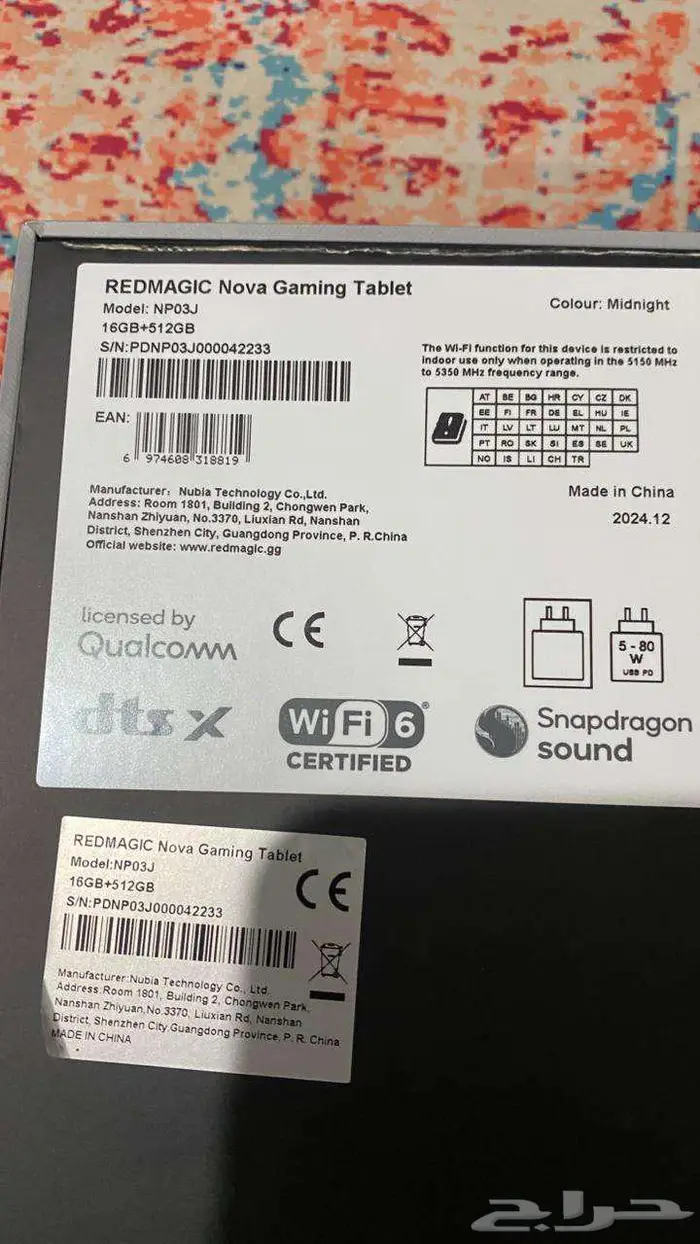 REDMAGIC Nova Gaming Tablet
Model: NP03J
16GB+512GB
S/N:PDNP03J000042233
Colour: Midnight
The Wi-Fi function for this device is restricted to
indoor use only when operating in the 5150 MHz
to 5350 MHz frequency range.
AT BE BG HR CY CZ DK
EE FI FR DE EL HU IE
IT LV LT LU MT NL PL
PT RO SK SI ES SE UK
NO IS LI CH TR
EAN:
6 974608 318819
Manufacturer: Nubia Technology Co.,Ltd.
Address: Room 1801, Building 2, Chongwen Park,
Nanshan Zhiyuan, No.3370, Liuxian Rd, Nanshan
District, Shenzhen City, Guangdong Province, P. R.China
Official website: www.redmagic.gg
Made in China
2024.12
licensed by
Qualcomm
CE
5 - 80
W
USB PD
dts X
Wi Fi 6
CERTIFIED
Snapdragon
sound
REDMAGIC Nova Gaming Tablet
Model:NP03J
16GB+512GB
S/N:PDNP03J000042233
CE
Manufacturer:Nubia Technology Co., Ltd.
Address:Room 1801, Building 2, Chongwen Park,
Nanshan Zhiyuan,No.3370, Liuxian Rd, Nanshan
District, Shenzhen City,Guangdong Province, P. R. China
MADE IN CHINA
حراج